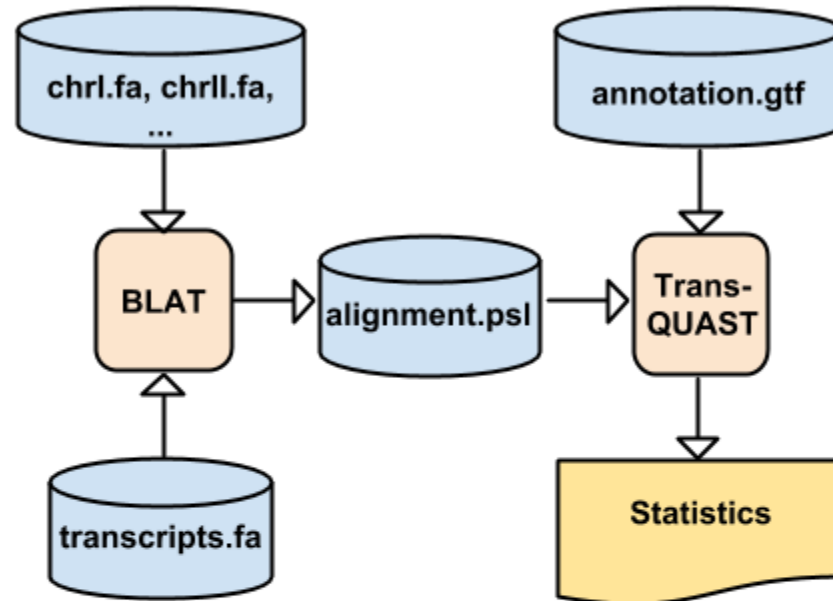 chrI.fa, chrII.fa,
...
annotation.gtf
BLAT
alignment.psl
Trans-
QUAST
transcripts.fa
Statistics